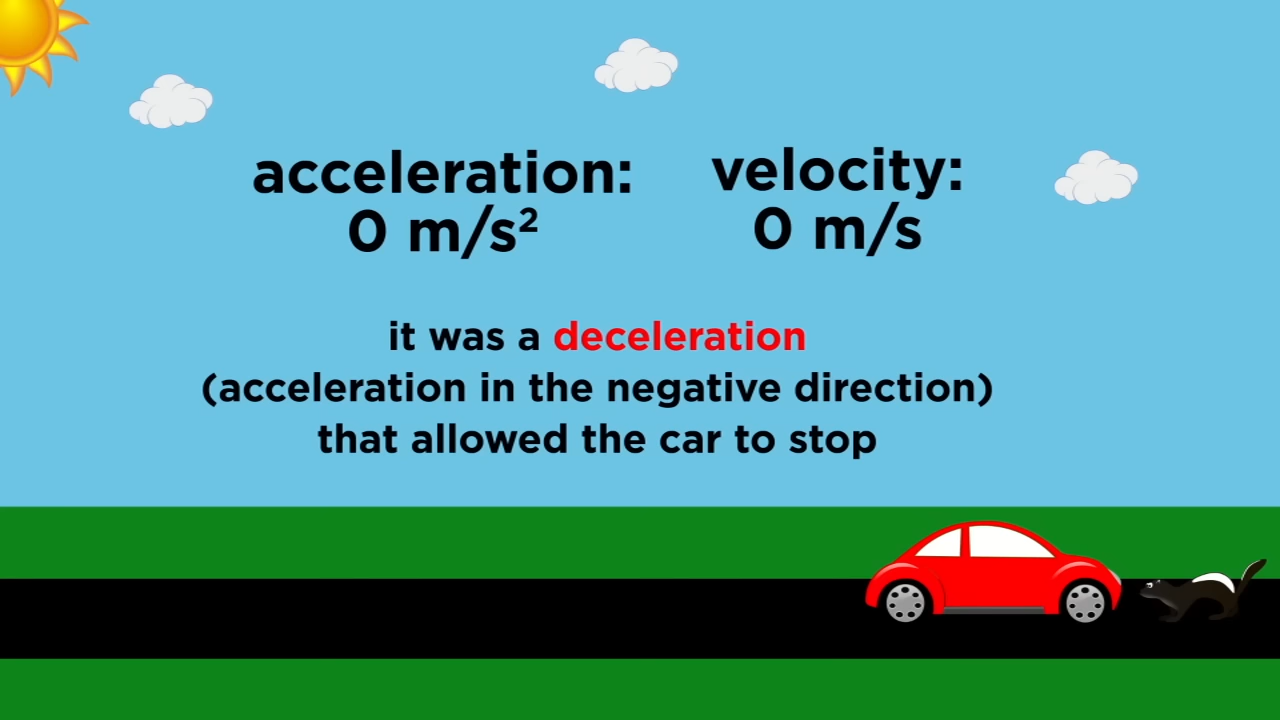 acceleration:
0 m/s²
velocity:
0 m/s
it was a deceleration
(acceleration in the negative direction)
that allowed the car to stop